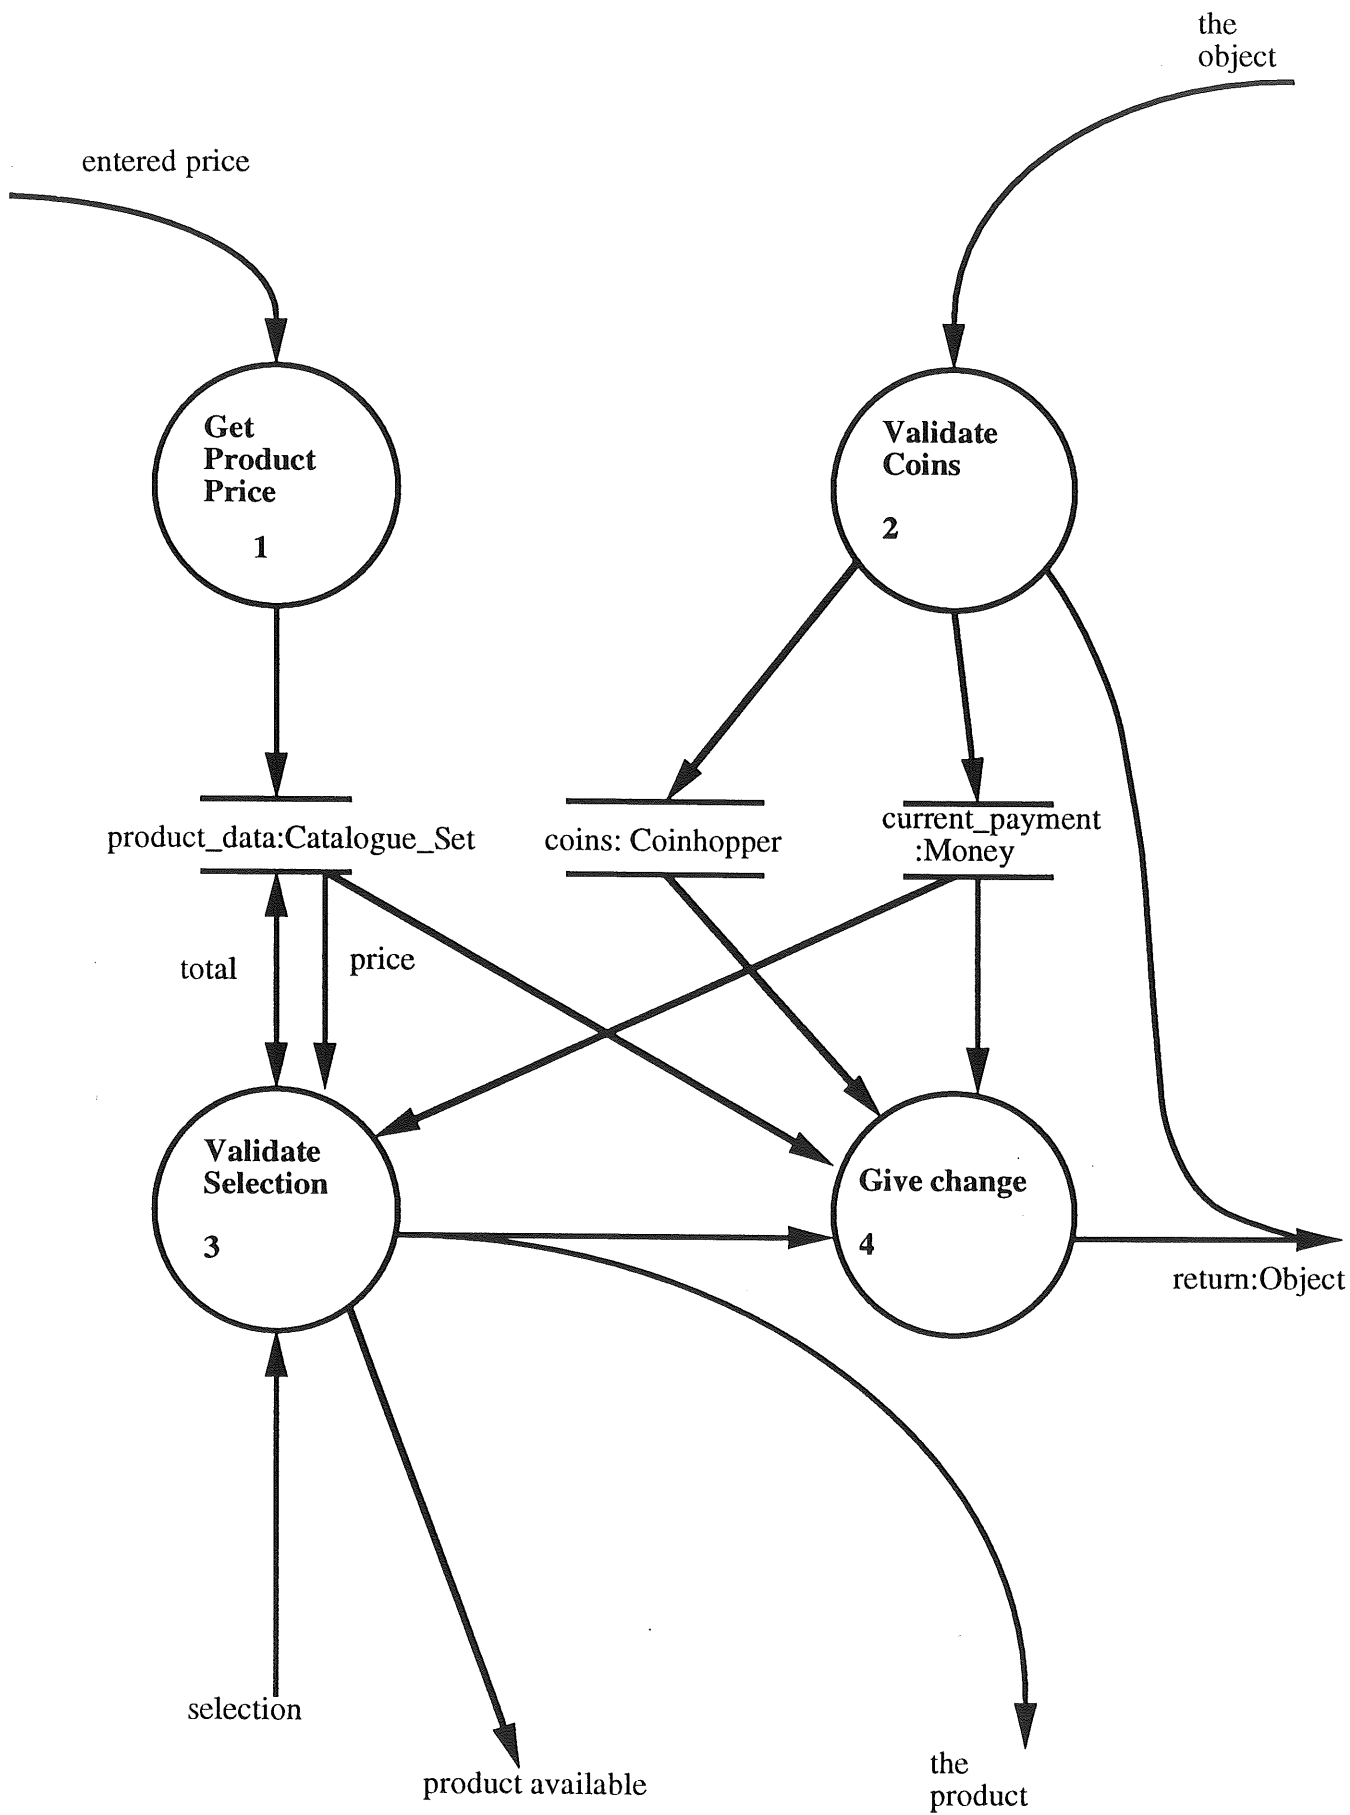 the
object
entered price
Get
Product
Price
1
Validate
Coins
2
product_data:Catalogue_Set
coins: Coinhopper
current_payment
:Money
total
price
Validate
Selection
3
Give change
4
return:Object
selection
product available
the
product